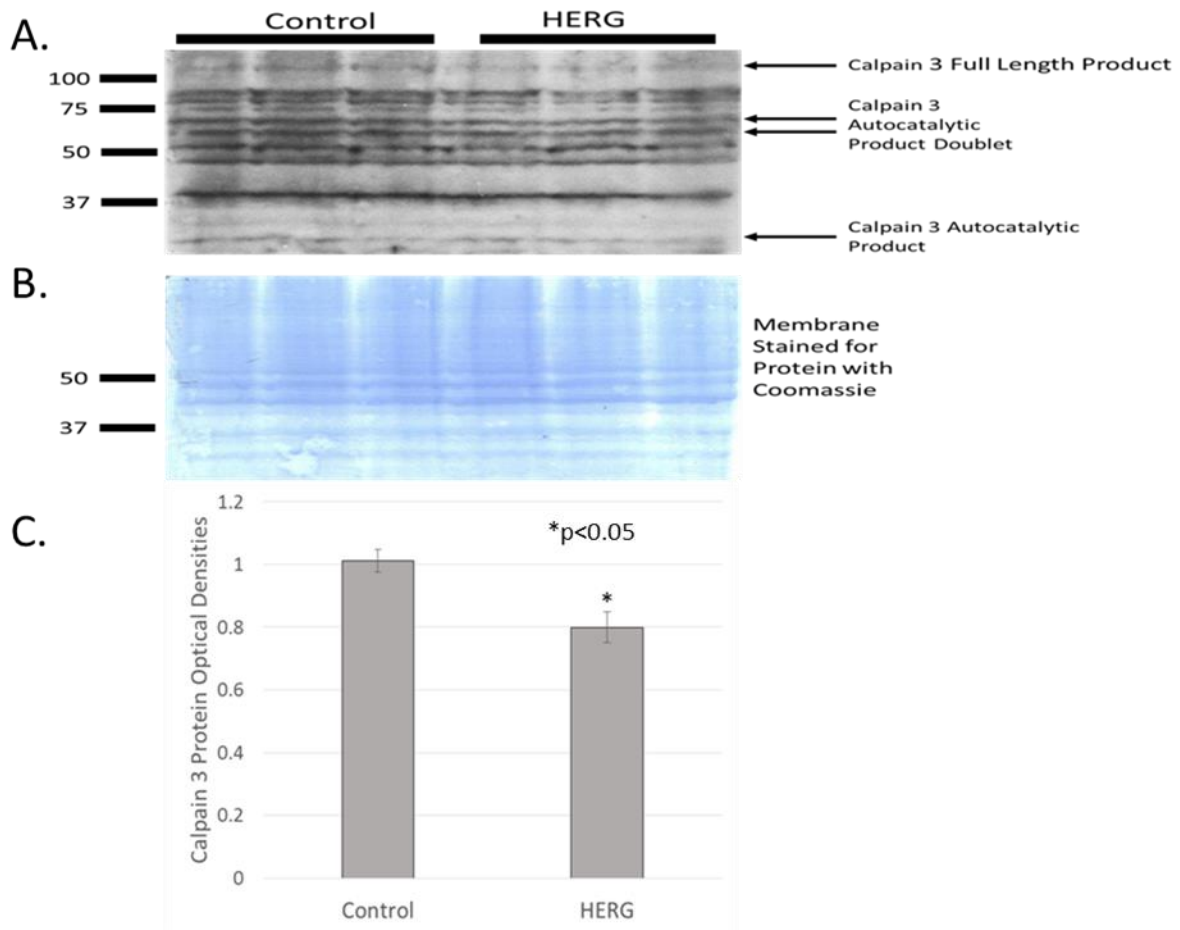 Control HERG
A.
100
75
50
37
Calpain 3 Full Length Product
Calpain 3
Autocatalytic
Product Doublet
Calpain 3 Autocatalytic
Product
B.
50
37
Membrane
Stained for
Protein with
Coomassie
C.
Calpain 3 Protein Optical Densities
1.2
1
0.8
0.6
0.4
0.2
0
*p<0.05
*
Control HERG